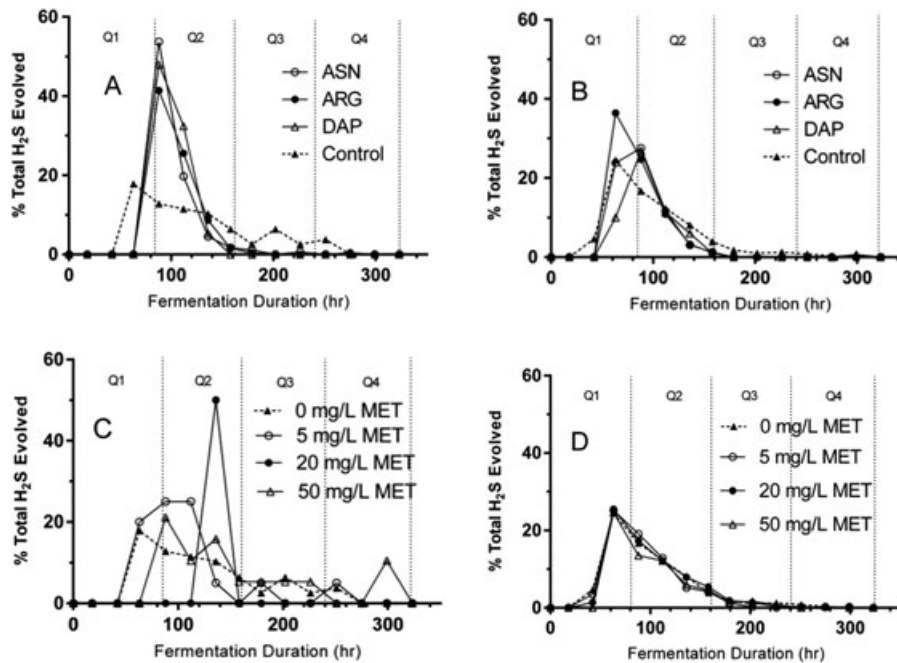 Q1 Q2 Q3 Q4
A
ASN
ARG
DAP
Control
% Total H₂S Evolved
60
40
20
0
0 100 200 300
Fermentation Duration (hr)
Q1 Q2 Q3 Q4
B
ASN
ARG
DAP
Control
% Total H₂S Evolved
60
40
20
0
0 100 200 300
Fermentation Duration (hr)
Q1 Q2 Q3 Q4
C
0 mg/L MET
5 mg/L MET
20 mg/L MET
50 mg/L MET
% Total H₂S Evolved
60
40
20
0
0 100 200 300
Fermentation Duration (hr)
Q1 Q2 Q3 Q4
D
0 mg/L MET
5 mg/L MET
20 mg/L MET
50 mg/L MET
% Total H₂S Evolved
60
40
20
0
0 100 200 300
Fermentation Duration (hr)